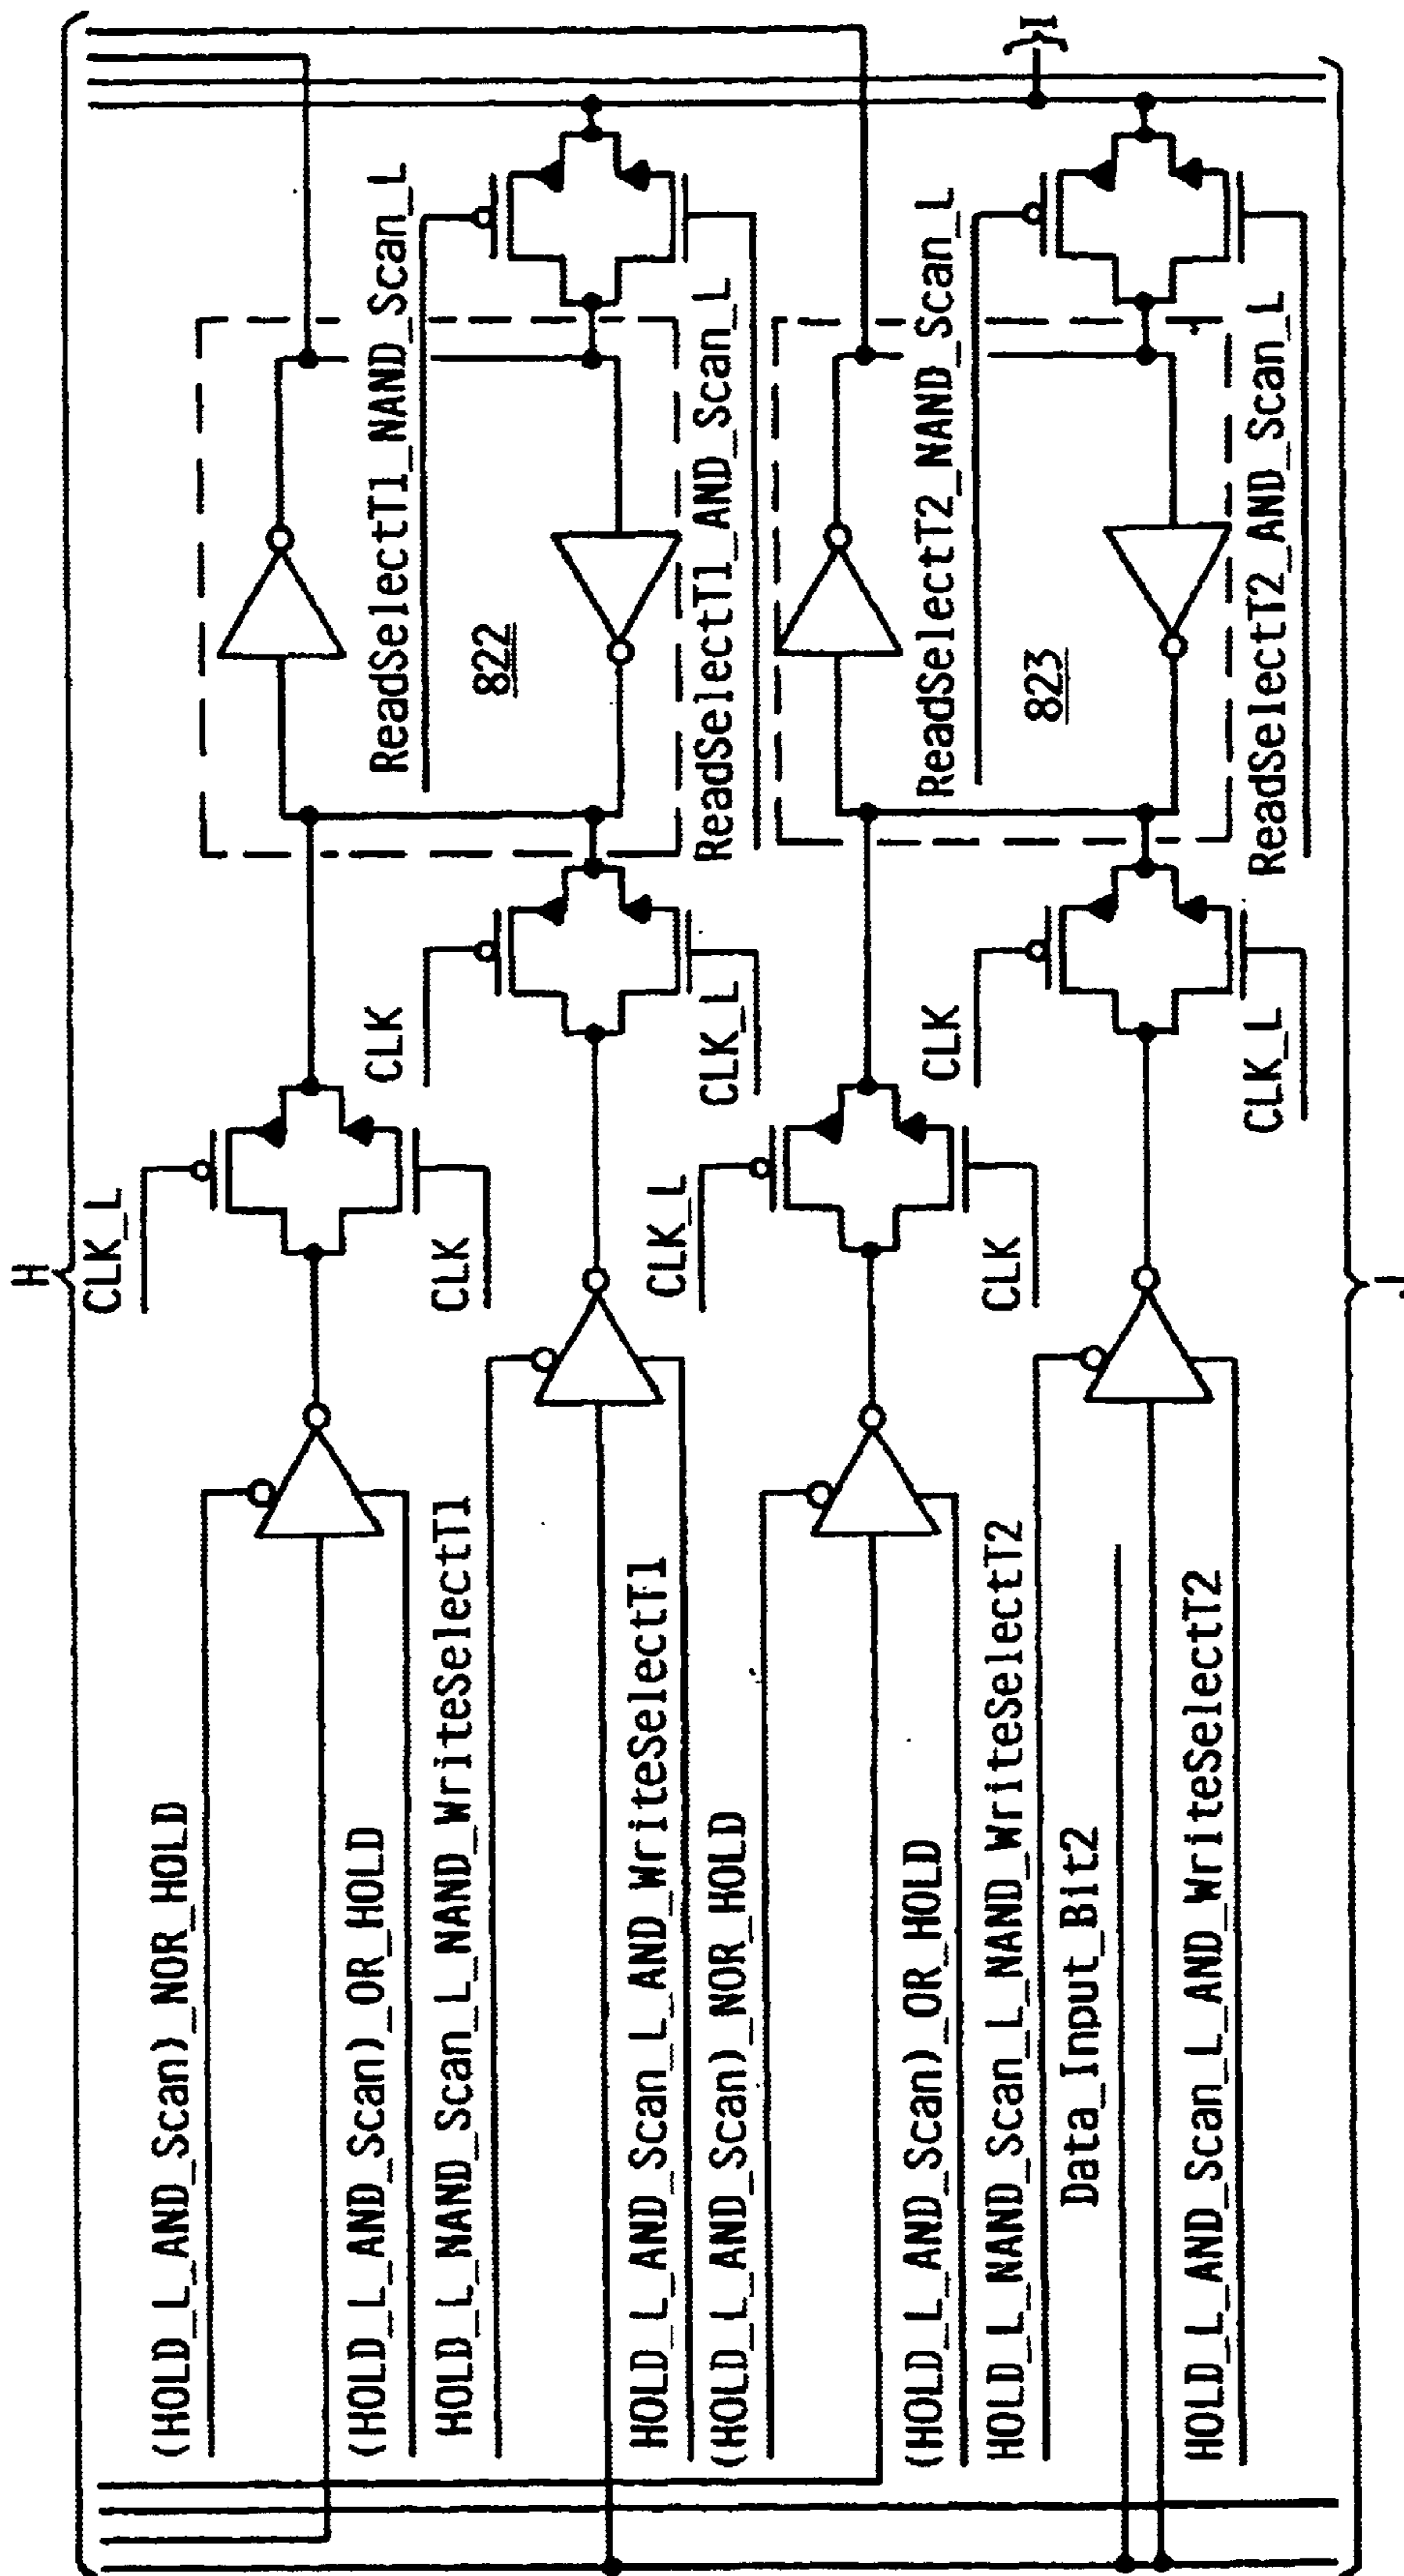 H
CLK_L
(HOLD_L_AND_Scan)_NOR_HOLD
(HOLD_L_AND_Scan)_OR_HOLD
CLK
CLK
ReadSelectT1_NAND_Scan_L
822
HOLD_L_NAND_Scan_L_NAND_WriteSelectT1
HOLD_L_AND_Scan_L_AND_WriteSelectT1
CLK_L
ReadSelectT1_AND_Scan_L
(HOLD_L_AND_Scan)_NOR_HOLD
CLK_L
(HOLD_L_AND_Scan)_OR_HOLD
CLK
CLK
ReadSelectT2_NAND_Scan_L
823
HOLD_L_NAND_Scan_L_NAND_WriteSelectT2
Data_Input_Bit2
HOLD_L_AND_Scan_L_AND_WriteSelectT2
CLK_L
ReadSelectT2_AND_Scan_L
I
J